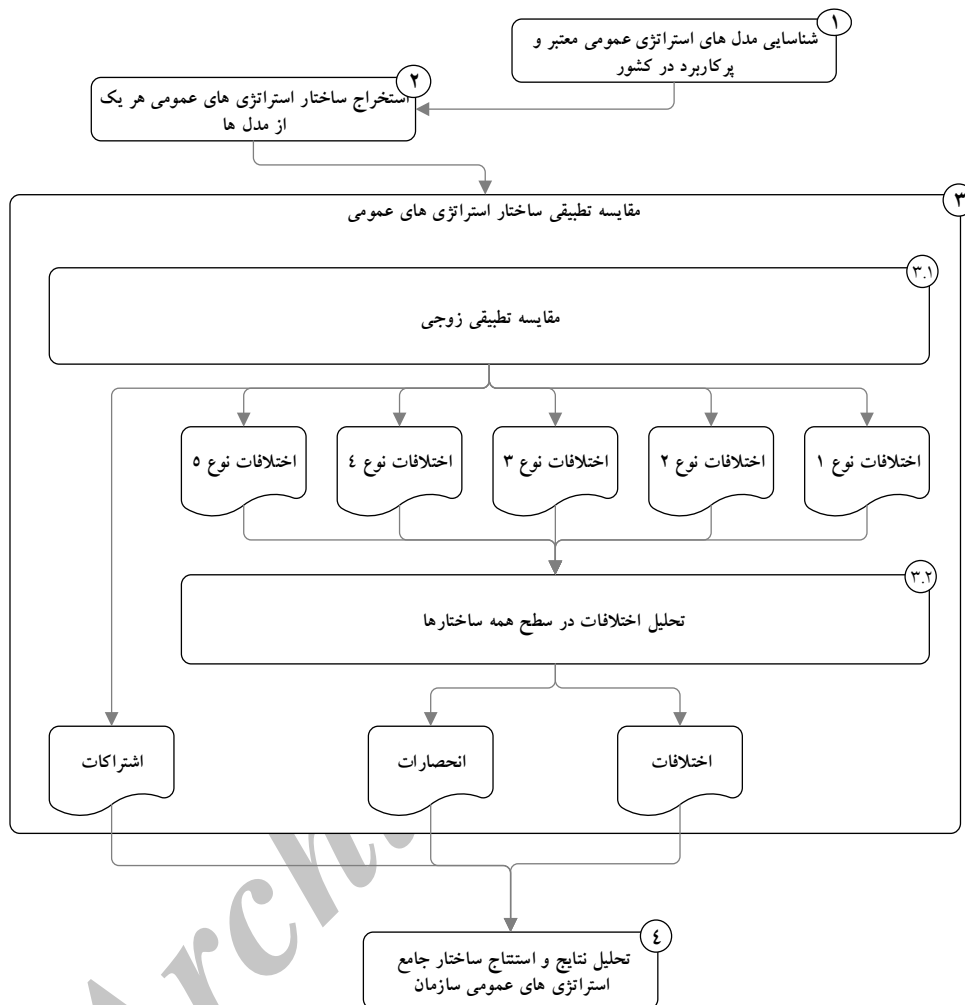 ۱
شناسایی مدل های استراتژی عمومی معتبر و
پرکاربرد در کشور
۲
استخراج ساختار استراتژی های عمومی هر یک
از مدل ها
۳
مقایسه تطبیقی ساختار استراتژی های عمومی
۳.۱
مقایسه تطبیقی زوجی
اختلافات نوع ۱
اختلافات نوع ۲
اختلافات نوع ۳
اختلافات نوع ٤
اختلافات نوع ٥
۳.۲
تحلیل اختلافات در سطح همه ساختارها
اختلافات
انحصارات
اشتراکات
٤
تحلیل نتایج و استنتاج ساختار جامع
استراتژی های عمومی سازمان
Arch